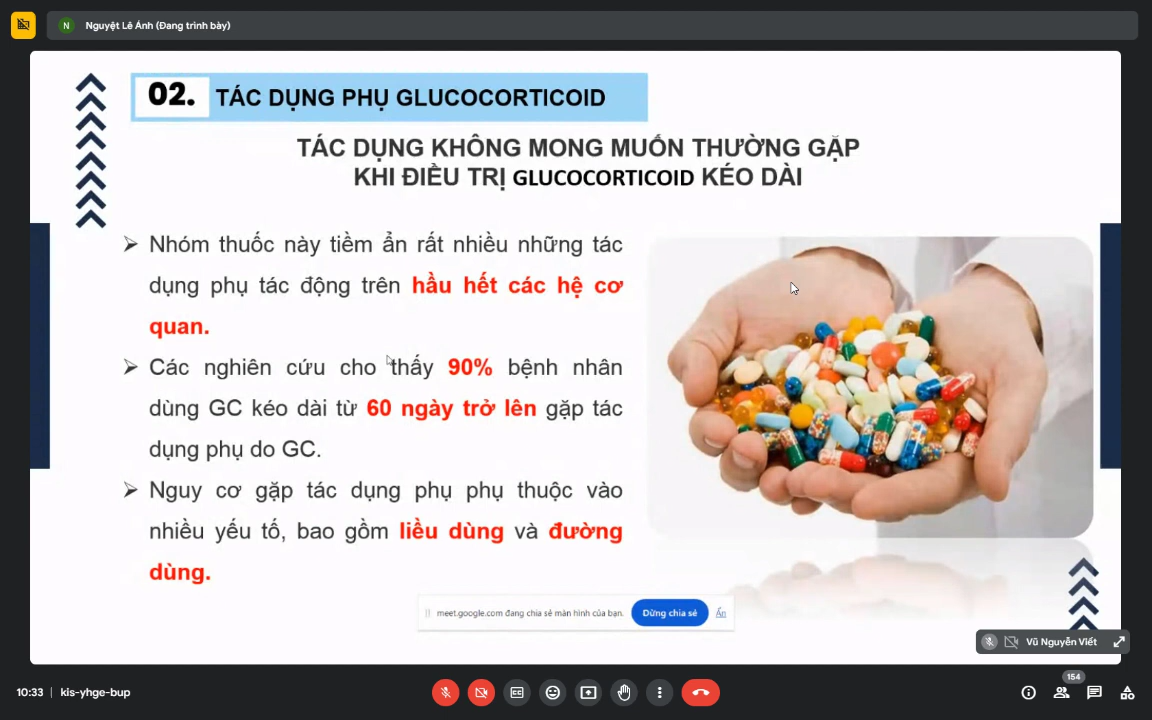 N Nguyệt Lê Ánh (Đang trình bày)
02. TÁC DỤNG PHỤ GLUCOCORTICOID
TÁC DỤNG KHÔNG MONG MUỐN THƯỜNG GẶP
KHI ĐIỀU TRỊ GLUCOCORTICOID KÉO DÀI
Nhóm thuốc này tiềm ẩn rất nhiều những tác
dụng phụ tác động trên hầu hết các hệ cơ
quan.
Các nghiên cứu cho thấy 90% bệnh nhân
dùng GC kéo dài từ 60 ngày trở lên gặp tác
dụng phụ do GC.
Nguy cơ gặp tác dụng phụ phụ thuộc vào
nhiều yếu tố, bao gồm liều dùng và đường
dùng.
meet.google.com đang chia sẻ màn hình của bạn. Dừng chia sẻ Ẩn
Vũ Nguyễn Viết
10:33 | kis-yhge-bup
154